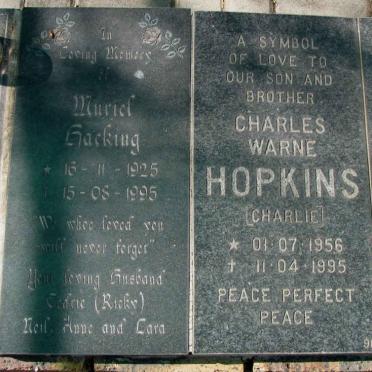 In
Loving Memory
of
Muriel
Hacking
* 16 - 11 - 1925
† 15 - 08 - 1995
"We who loved you
will never forget"
Your loving husband
Cedric (Ricky)
Neil, Anne and Lara
A SYMBOL
OF LOVE TO
OUR SON AND
BROTHER
CHARLES
WARNE
HOPKINS
[CHARLIE]
* 01·07·1956
† 11·04·1995
PEACE PERFECT
PEACE